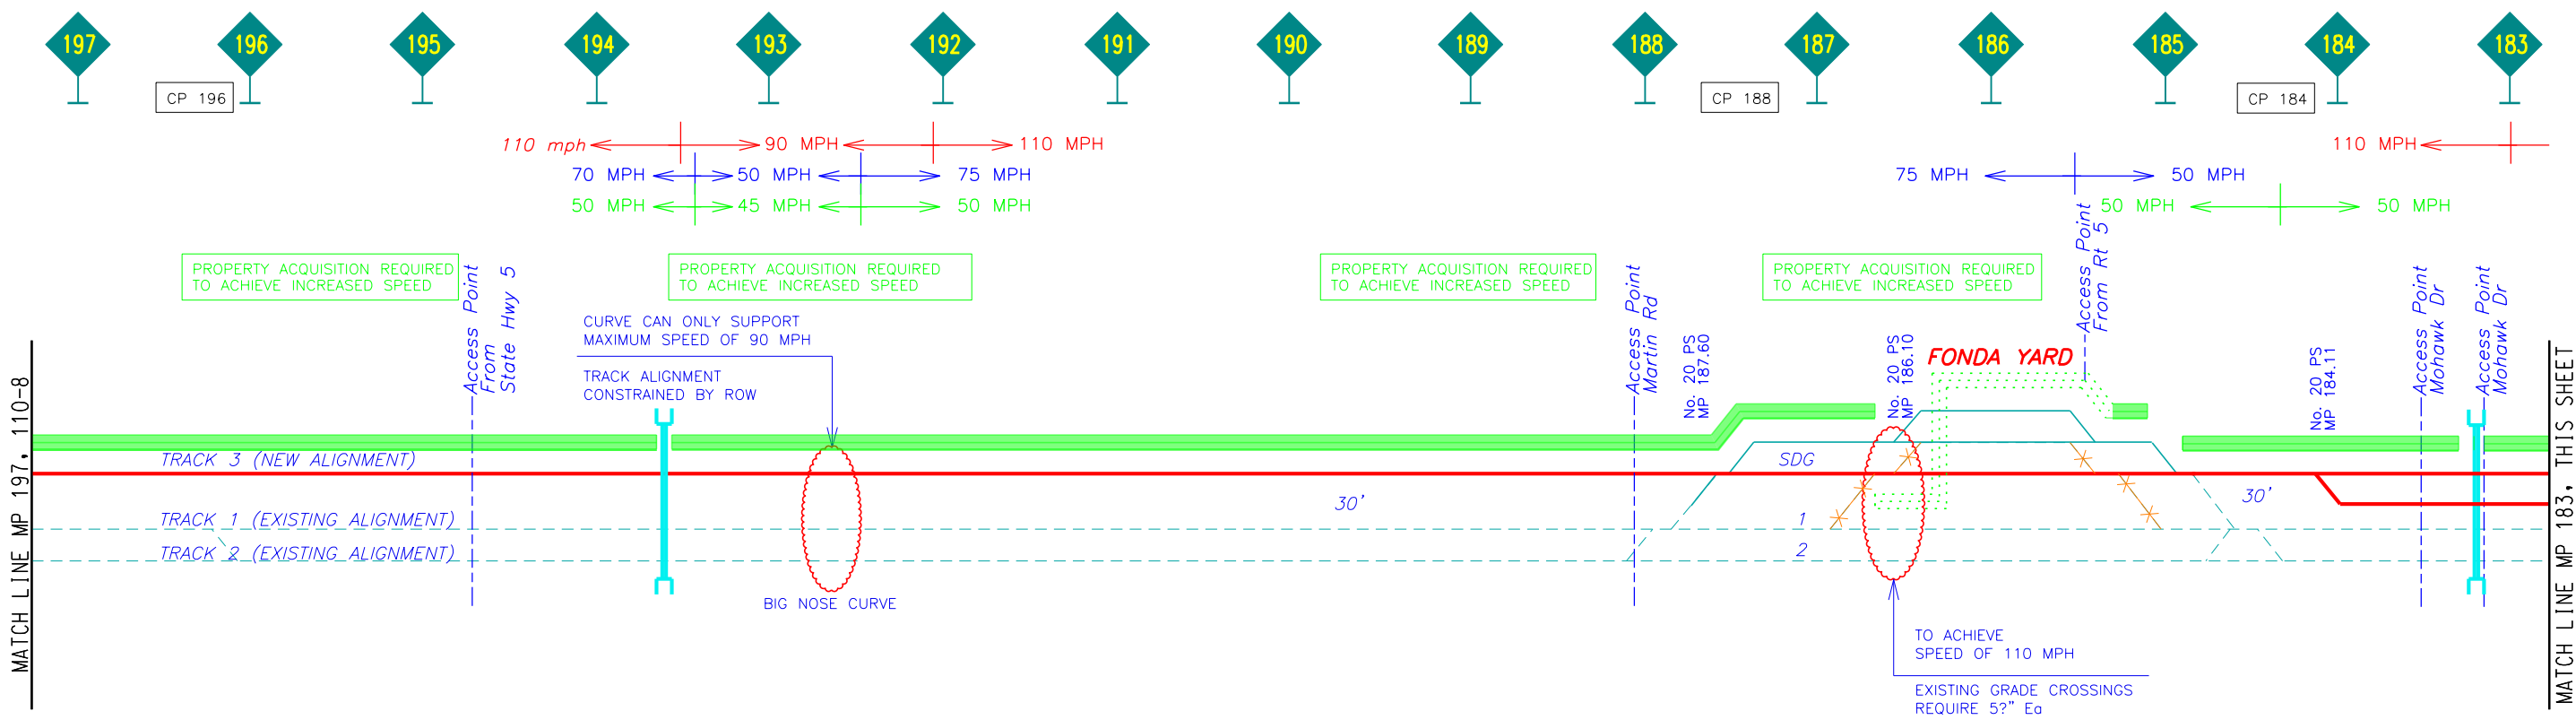 197 196 195 194 193 192 191 190 189 188 187 186 185 184 183
CP 196
CP 188
CP 184
110 mph 90 MPH 110 MPH
110 MPH
70 MPH 50 MPH 75 MPH
75 MPH 50 MPH
50 MPH 45 MPH 50 MPH
50 MPH 50 MPH
PROPERTY ACQUISITION REQUIRED
TO ACHIEVE INCREASED SPEED
PROPERTY ACQUISITION REQUIRED
TO ACHIEVE INCREASED SPEED
PROPERTY ACQUISITION REQUIRED
TO ACHIEVE INCREASED SPEED
PROPERTY ACQUISITION REQUIRED
TO ACHIEVE INCREASED SPEED
Access Point
From
State Hwy 5
CURVE CAN ONLY SUPPORT
MAXIMUM SPEED OF 90 MPH
TRACK ALIGNMENT
CONSTRAINED BY ROW
Access Point
Martin Rd
No. 20 PS
MP 187.60
No. 20 PS
MP 186.10
FONDA YARD
Access Point
From Rt 5
No. 20 PS
MP 184.11
Access Point
Mohawk Dr
Access Point
Mohawk Dr
MATCH LINE MP 197, 110-8
TRACK 3 (NEW ALIGNMENT)
SDG
30'
30'
TRACK 1 (EXISTING ALIGNMENT)
1
TRACK 2 (EXISTING ALIGNMENT)
2
BIG NOSE CURVE
TO ACHIEVE
SPEED OF 110 MPH
EXISTING GRADE CROSSINGS
REQUIRE 5?" Ea
MATCH LINE MP 183, THIS SHEET